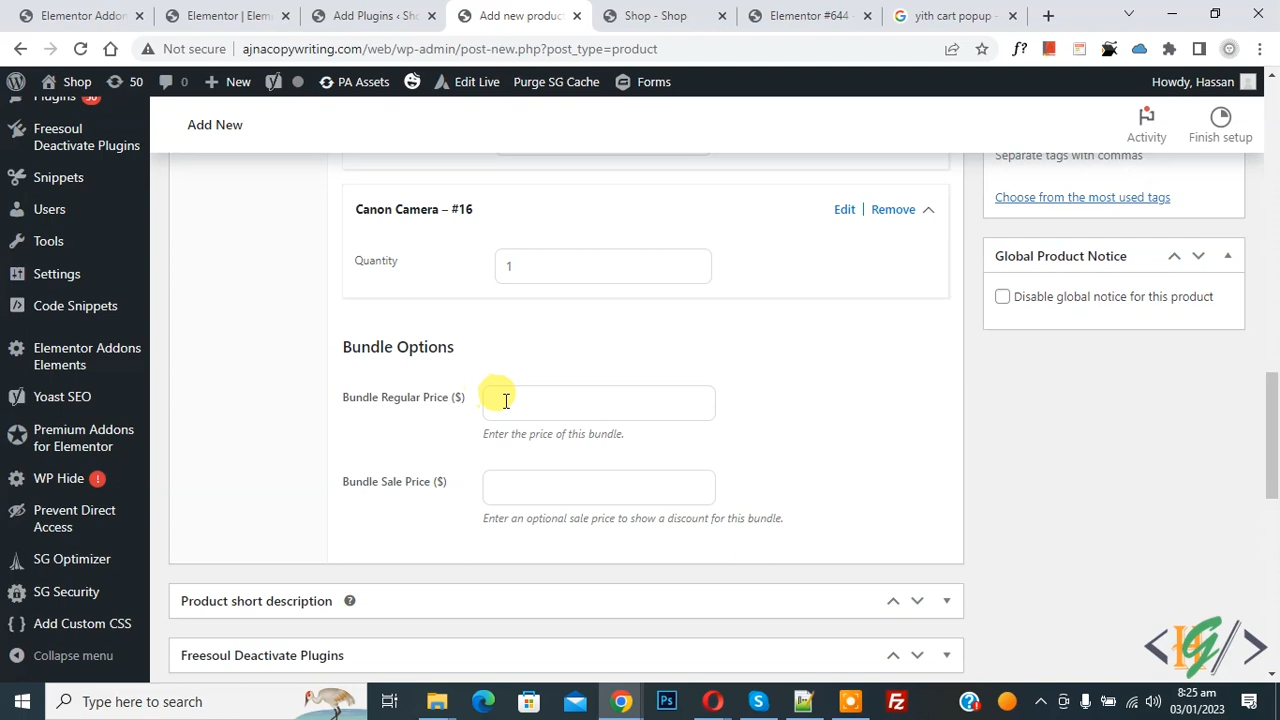 Elementor Addon
Elementor | Elem
Add Plugins ‹ Sho
Add new produc
Shop - Shop
Elementor #644
yith cart popup -
Not secure
ajnacopywriting.com/web/wp-admin/post-new.php?post_type=product
f?
Shop
50
0
New
PA Assets
Edit Live
Purge SG Cache
Forms
Howdy, Hassan
Plugins
Freesoul
Deactivate Plugins
Snippets
Users
Tools
Settings
Code Snippets
Elementor Addons
Elements
Yoast SEO
Premium Addons
for Elementor
WP Hide
!
Prevent Direct
Access
SG Optimizer
SG Security
Add Custom CSS
Collapse menu
Add New
Activity
Finish setup
Canon Camera – #16
Edit
Remove
Quantity
1
Bundle Options
Bundle Regular Price ($)
Enter the price of this bundle.
Bundle Sale Price ($)
Enter an optional sale price to show a discount for this bundle.
Product short description
?
Freesoul Deactivate Plugins
Separate tags with commas
Choose from the most used tags
Global Product Notice
Disable global notice for this product
Type here to search
8:25 am
03/01/2023